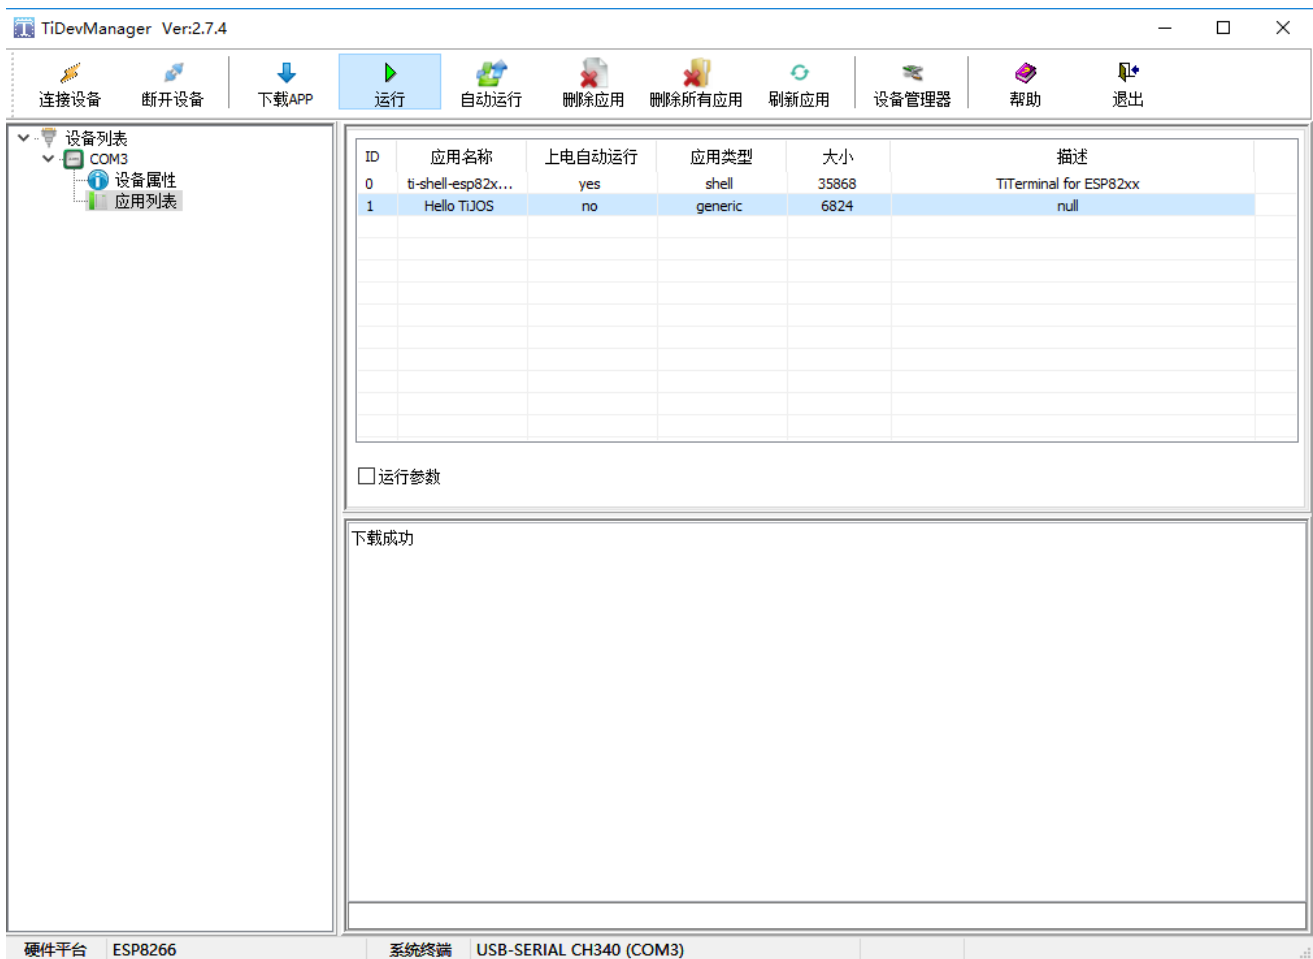 TiDevManager Ver:2.7.4
连接设备 断开设备 下载APP 运行 自动运行 删除应用 删除所有应用 刷新应用 设备管理器 帮助 退出
设备列表
COM3
设备属性
应用列表
ID 应用名称 上电自动运行 应用类型 大小 描述
0 ti-shell-esp82x... yes shell 35868 TiTerminal for ESP82xx
1 Hello TiJOS no generic 6824 null
运行参数
下载成功
硬件平台 ESP8266 系统终端 USB-SERIAL CH340 (COM3)